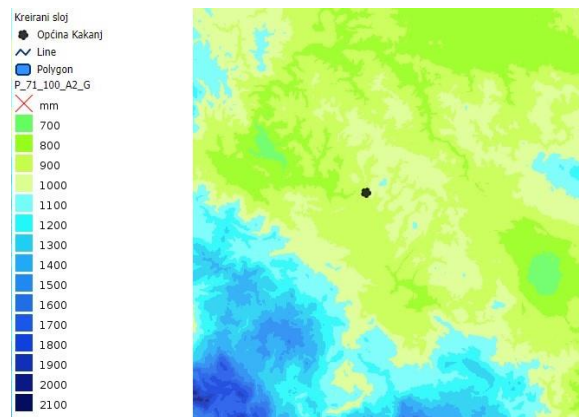 Kreirani sloj
Općina Kakanj
Line
Polygon
P_71_100_A2_G
mm
700
800
900
1000
1100
1200
1300
1400
1500
1600
1700
1800
1900
2000
2100